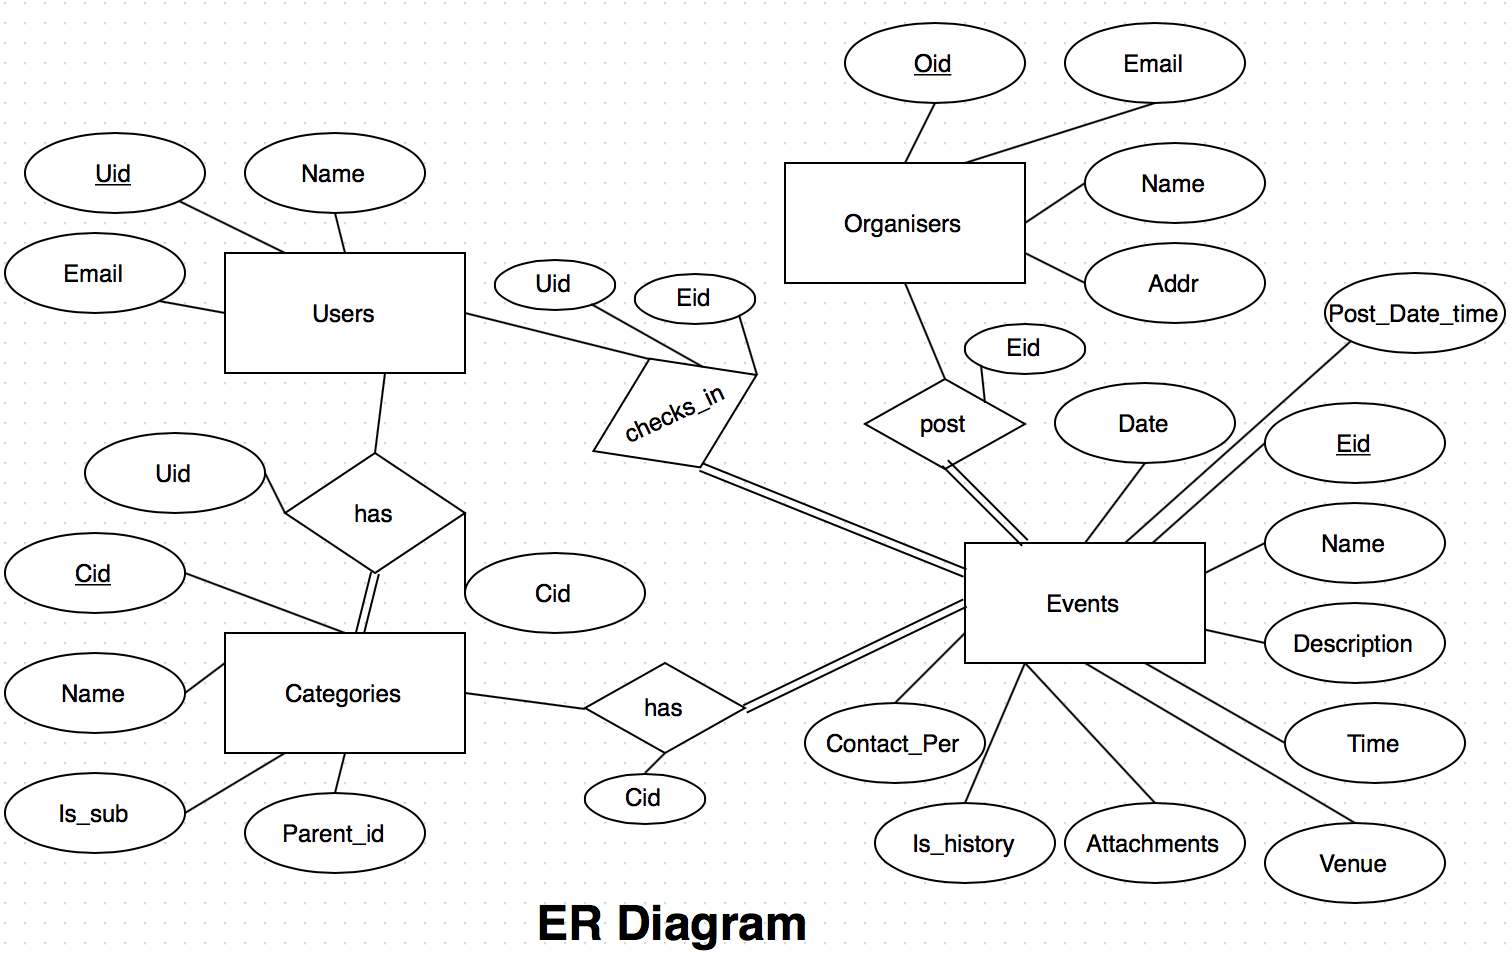 Oid
Email
Uid
Name
Name
Organisers
Email
Uid
Eid
Addr
Users
Post_Date_time
Eid
checks_in
post
Date
Eid
Uid
has
Name
Cid
Cid
Events
Description
Name
Categories
has
Contact_Per
Time
Cid
Is_sub
Parent_id
Is_history
Attachments
Venue
ER Diagram